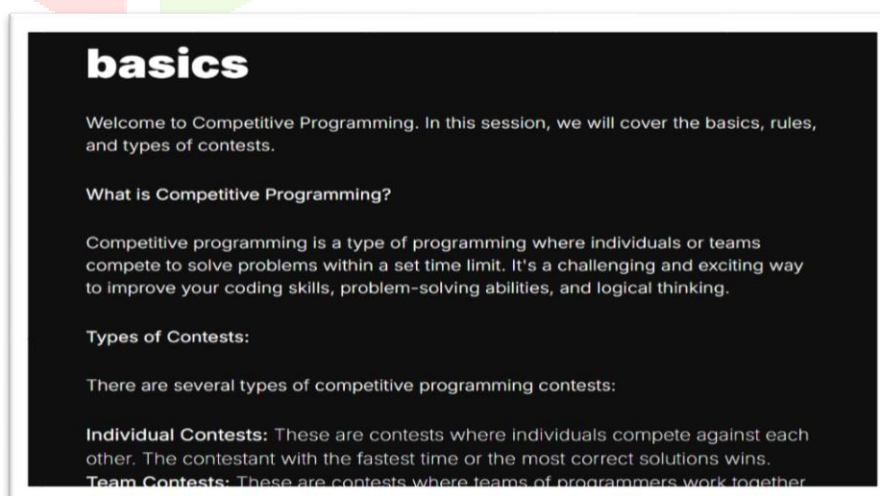 basics
Welcome to Competitive Programming. In this session, we will cover the basics, rules,
and types of contests.
What is Competitive Programming?
Competitive programming is a type of programming where individuals or teams
compete to solve problems within a set time limit. It's a challenging and exciting way
to improve your coding skills, problem-solving abilities, and logical thinking.
Types of Contests:
There are several types of competitive programming contests:
Individual Contests: These are contests where individuals compete against each
other. The contestant with the fastest time or the most correct solutions wins.
Team Contests: These are contests where teams of programmers work together